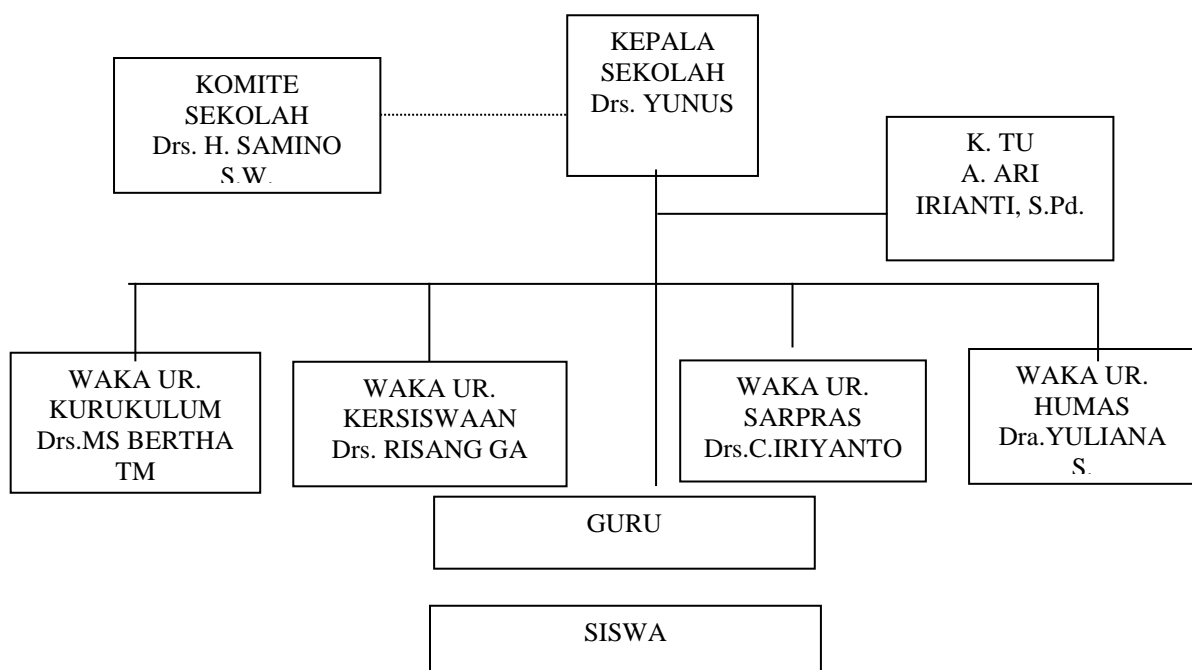 KEPALA
SEKOLAH
Drs. YUNUS
KOMITE
SEKOLAH
Drs. H. SAMINO
S.W.
K. TU
A. ARI
IRIANTI, S.Pd.
WAKA UR.
KURUKULUM
Drs.MS BERTHA
TM
WAKA UR.
KERSISWAAN
Drs. RISANG GA
WAKA UR.
SARPRAS
Drs.C.IRIYANTO
WAKA UR.
HUMAS
Dra.YULIANA
S.
GURU
SISWA